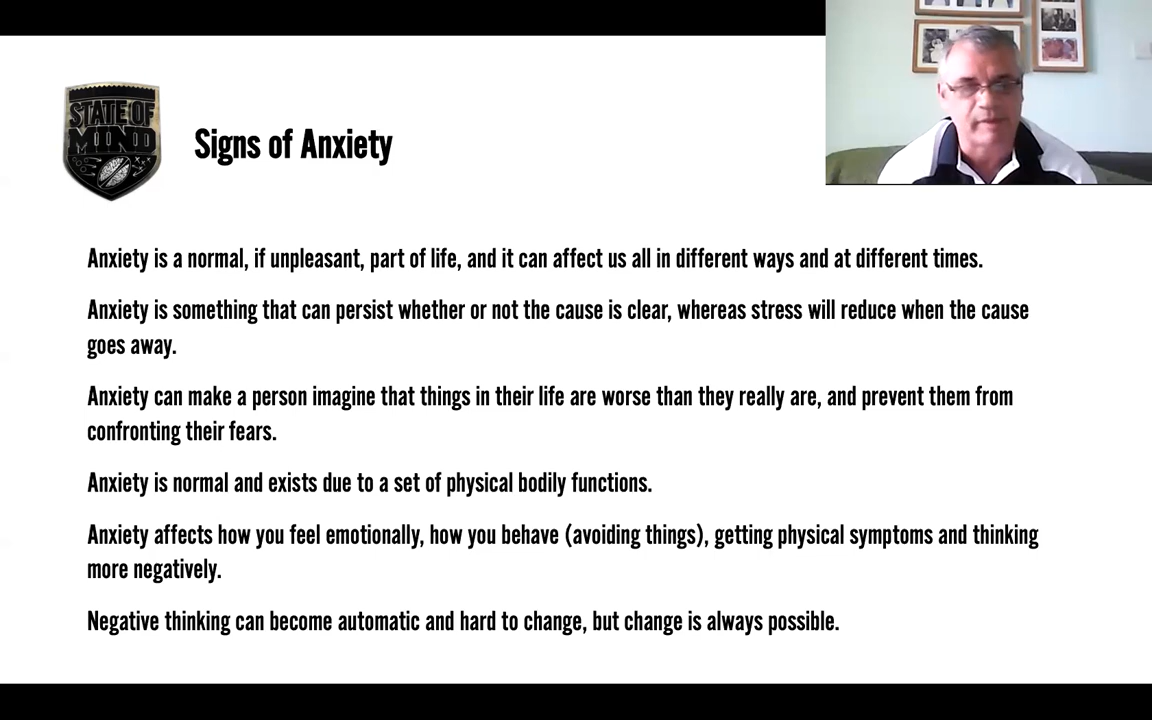 STATE OF
MIND
Signs of Anxiety
Anxiety is a normal, if unpleasant, part of life, and it can affect us all in different ways and at different times.
Anxiety is something that can persist whether or not the cause is clear, whereas stress will reduce when the cause
goes away.
Anxiety can make a person imagine that things in their life are worse than they really are, and prevent them from
confronting their fears.
Anxiety is normal and exists due to a set of physical bodily functions.
Anxiety affects how you feel emotionally, how you behave (avoiding things), getting physical symptoms and thinking
more negatively.
Negative thinking can become automatic and hard to change, but change is always possible.